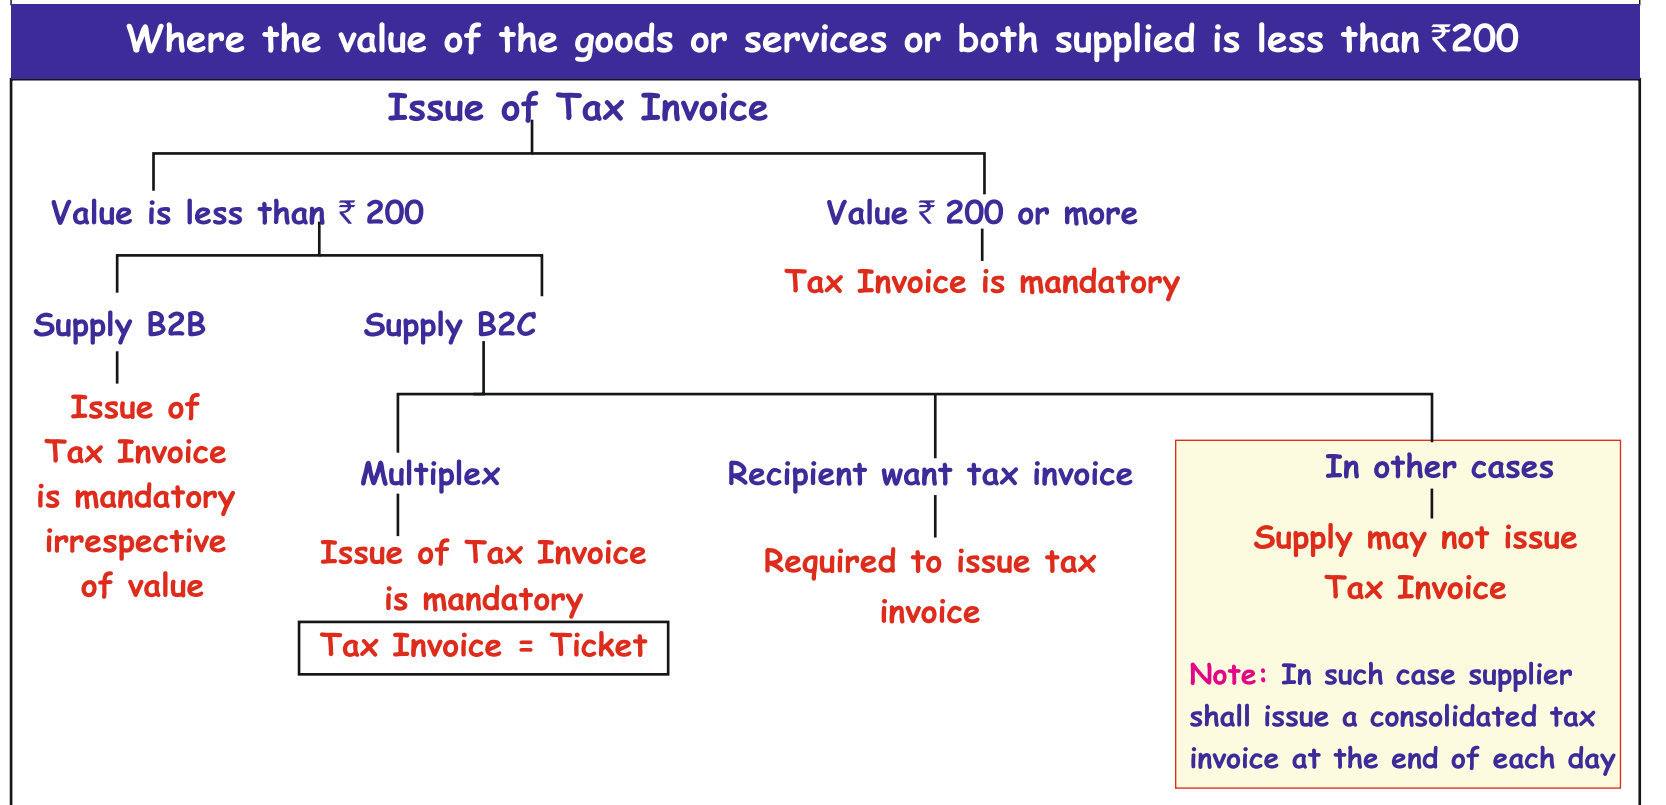 Where the value of the goods or services or both supplied is less than ₹200
Issue of Tax Invoice
Value is less than ₹ 200
Value ₹ 200 or more
Tax Invoice is mandatory
Supply B2B
Supply B2C
Issue of
Tax Invoice
is mandatory
irrespective
of value
Multiplex
Issue of Tax Invoice
is mandatory
Tax Invoice = Ticket
Recipient want tax invoice
Required to issue tax
invoice
In other cases
Supply may not issue
Tax Invoice
Note: In such case supplier
shall issue a consolidated tax
invoice at the end of each day